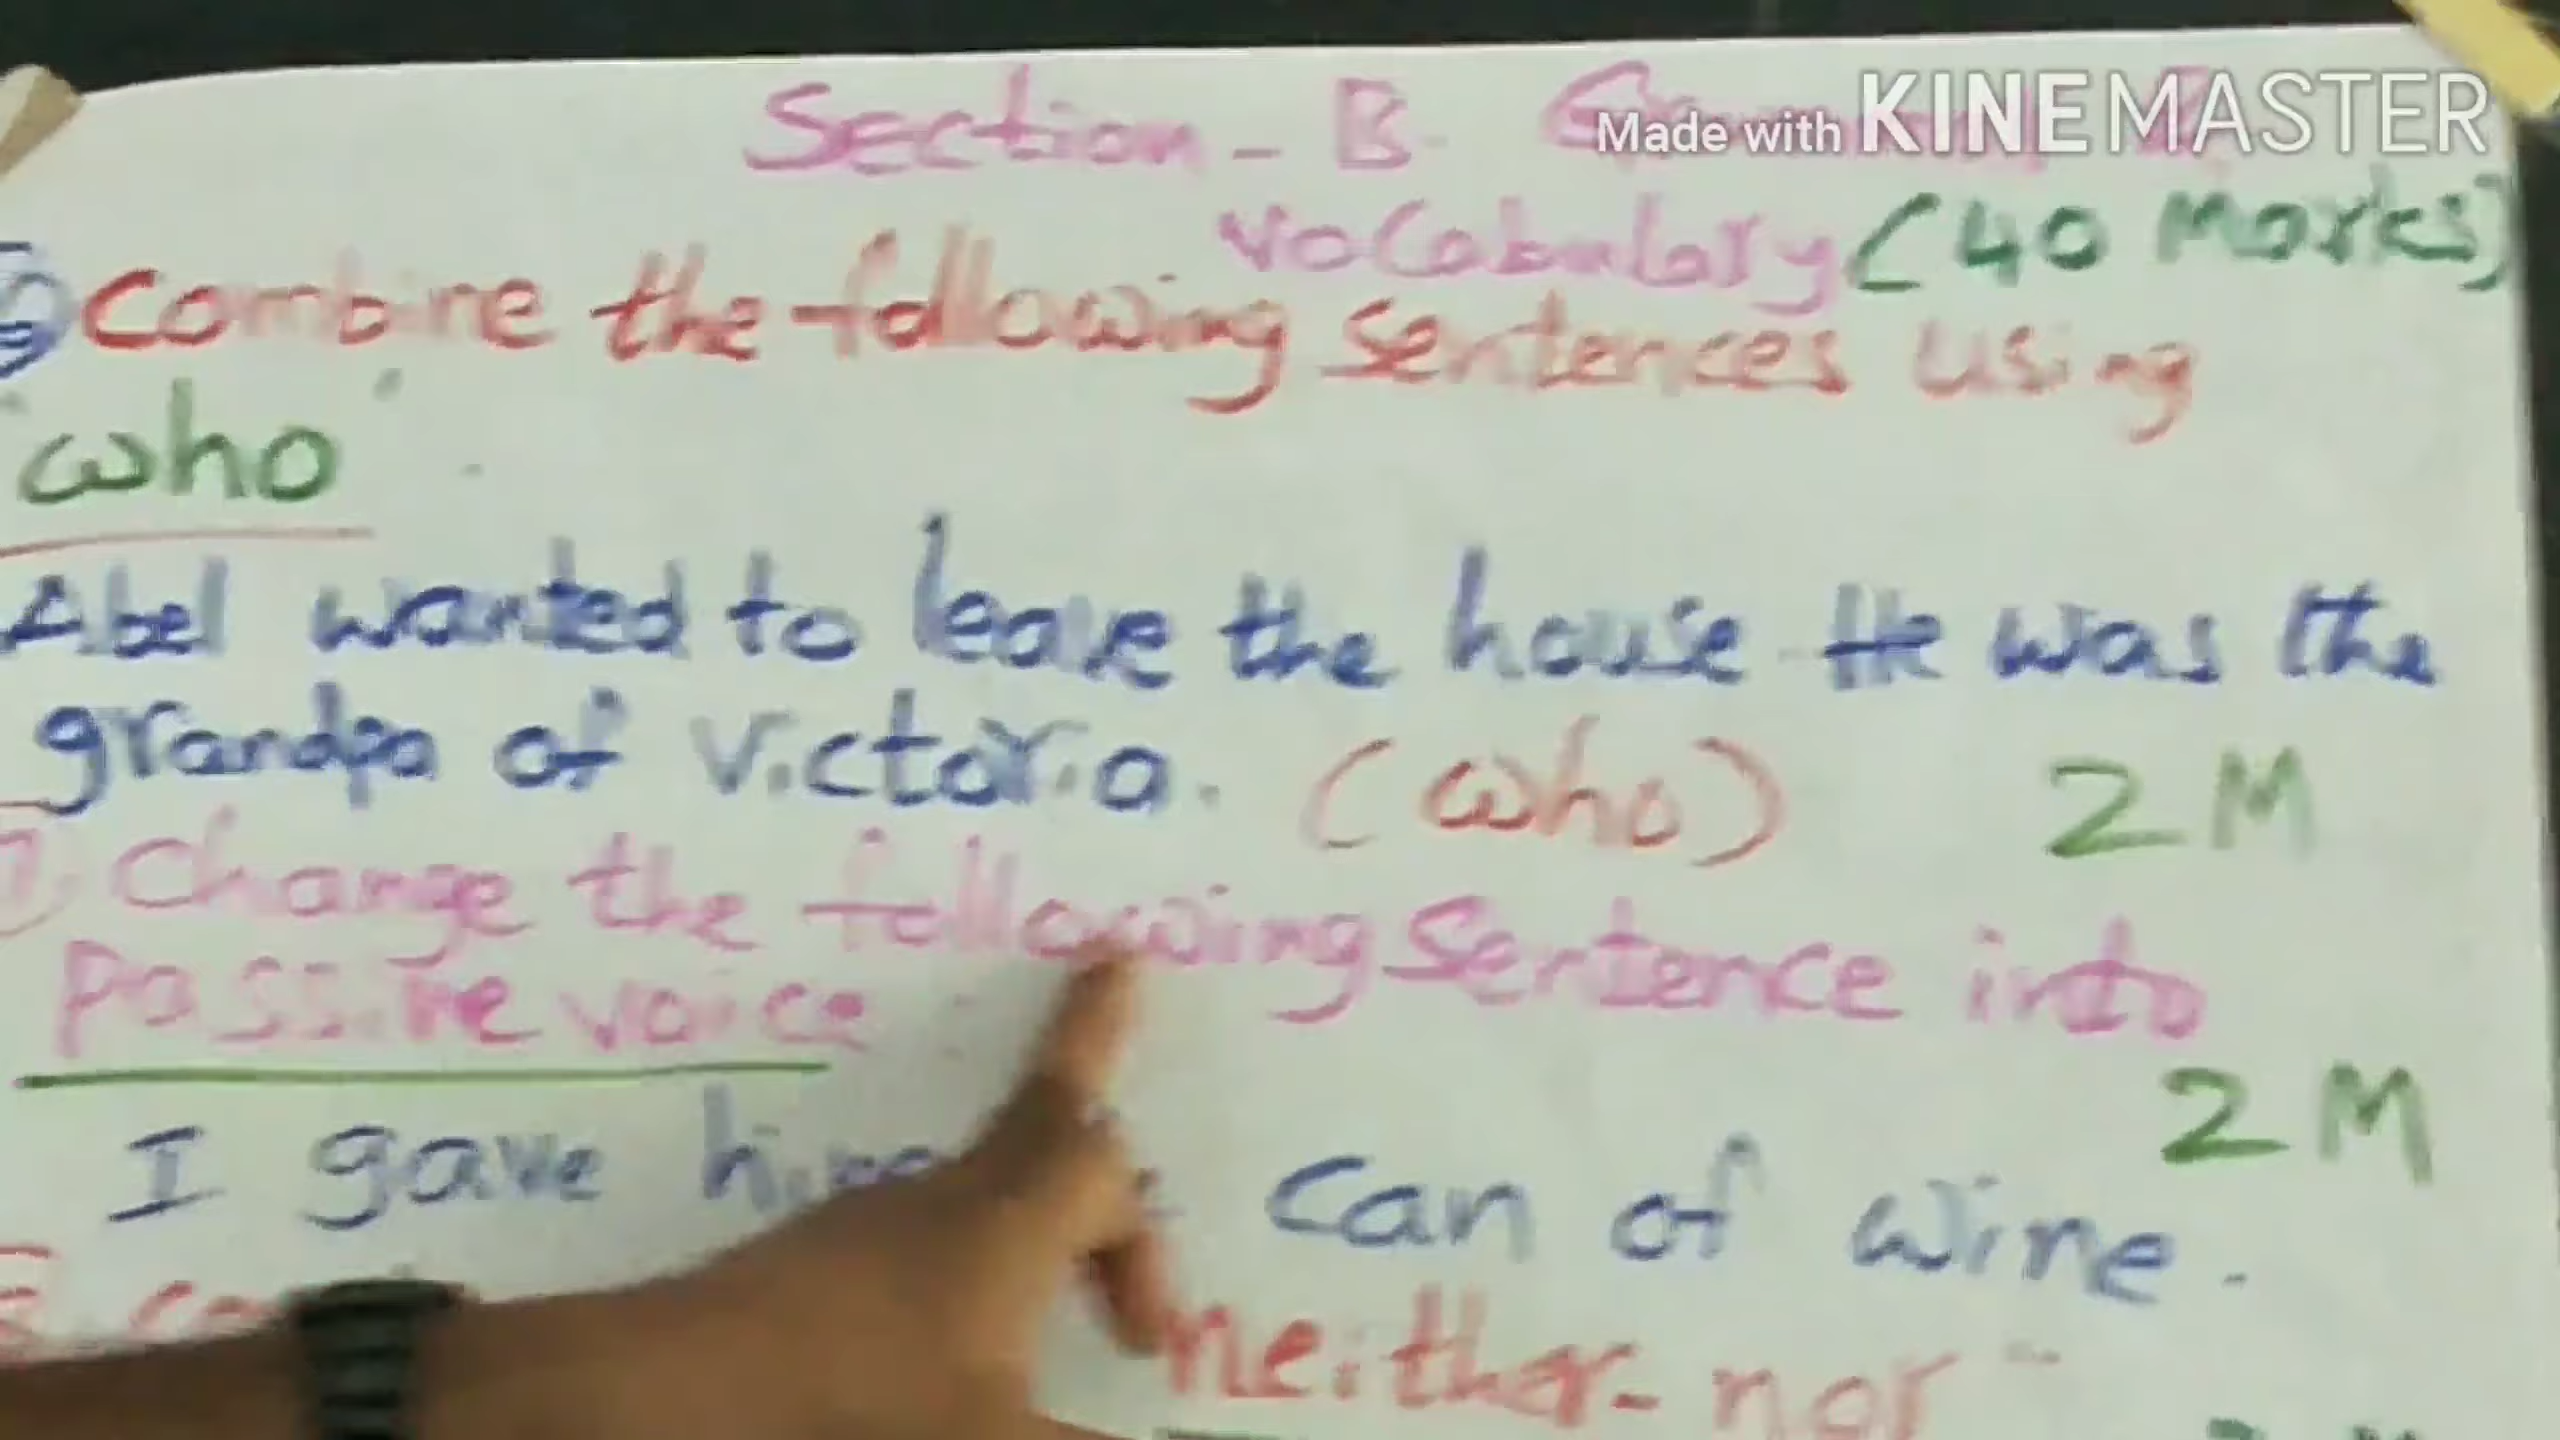 Made with KINEMASTER
Section - B
vocabulary (40 Marks)
Combine the following sentences using
"who"
Abel wanted to leave the house. He was the
grandpa of Victoria. (who) 2M
Change the following Sentence into
Passive voice 2M
I gave can of wine.
neither-nor